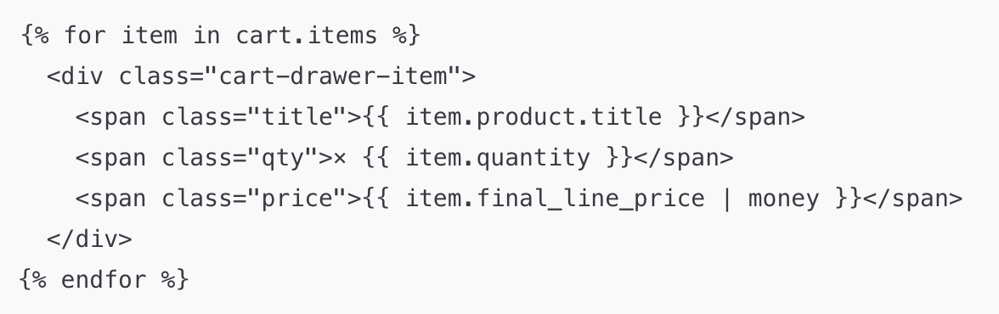 {% for item in cart.items %}
  <div class="cart-drawer-item">
    <span class="title">{{ item.product.title }}</span>
    <span class="qty">× {{ item.quantity }}</span>
    <span class="price">{{ item.final_line_price | money }}</span>
  </div>
{% endfor %}